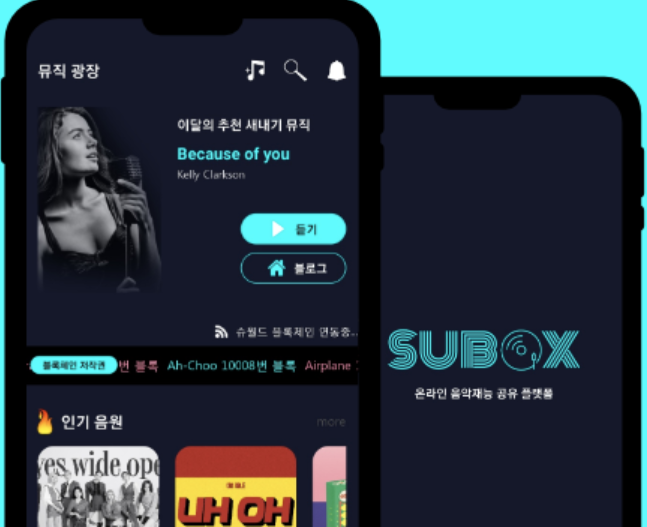 뮤직 광장
이달의 추천 새내기 뮤직
Because of you
Kelly Clarkson
듣기
블로그
슈월드 블록체인 연동중..
블록체인 저작권
번 블록 Ah-Choo 10008번 블록 Airplane
인기 음원
more
yes wide ope
UH OH
SUBOX
온라인 음악재능 공유 플랫폼